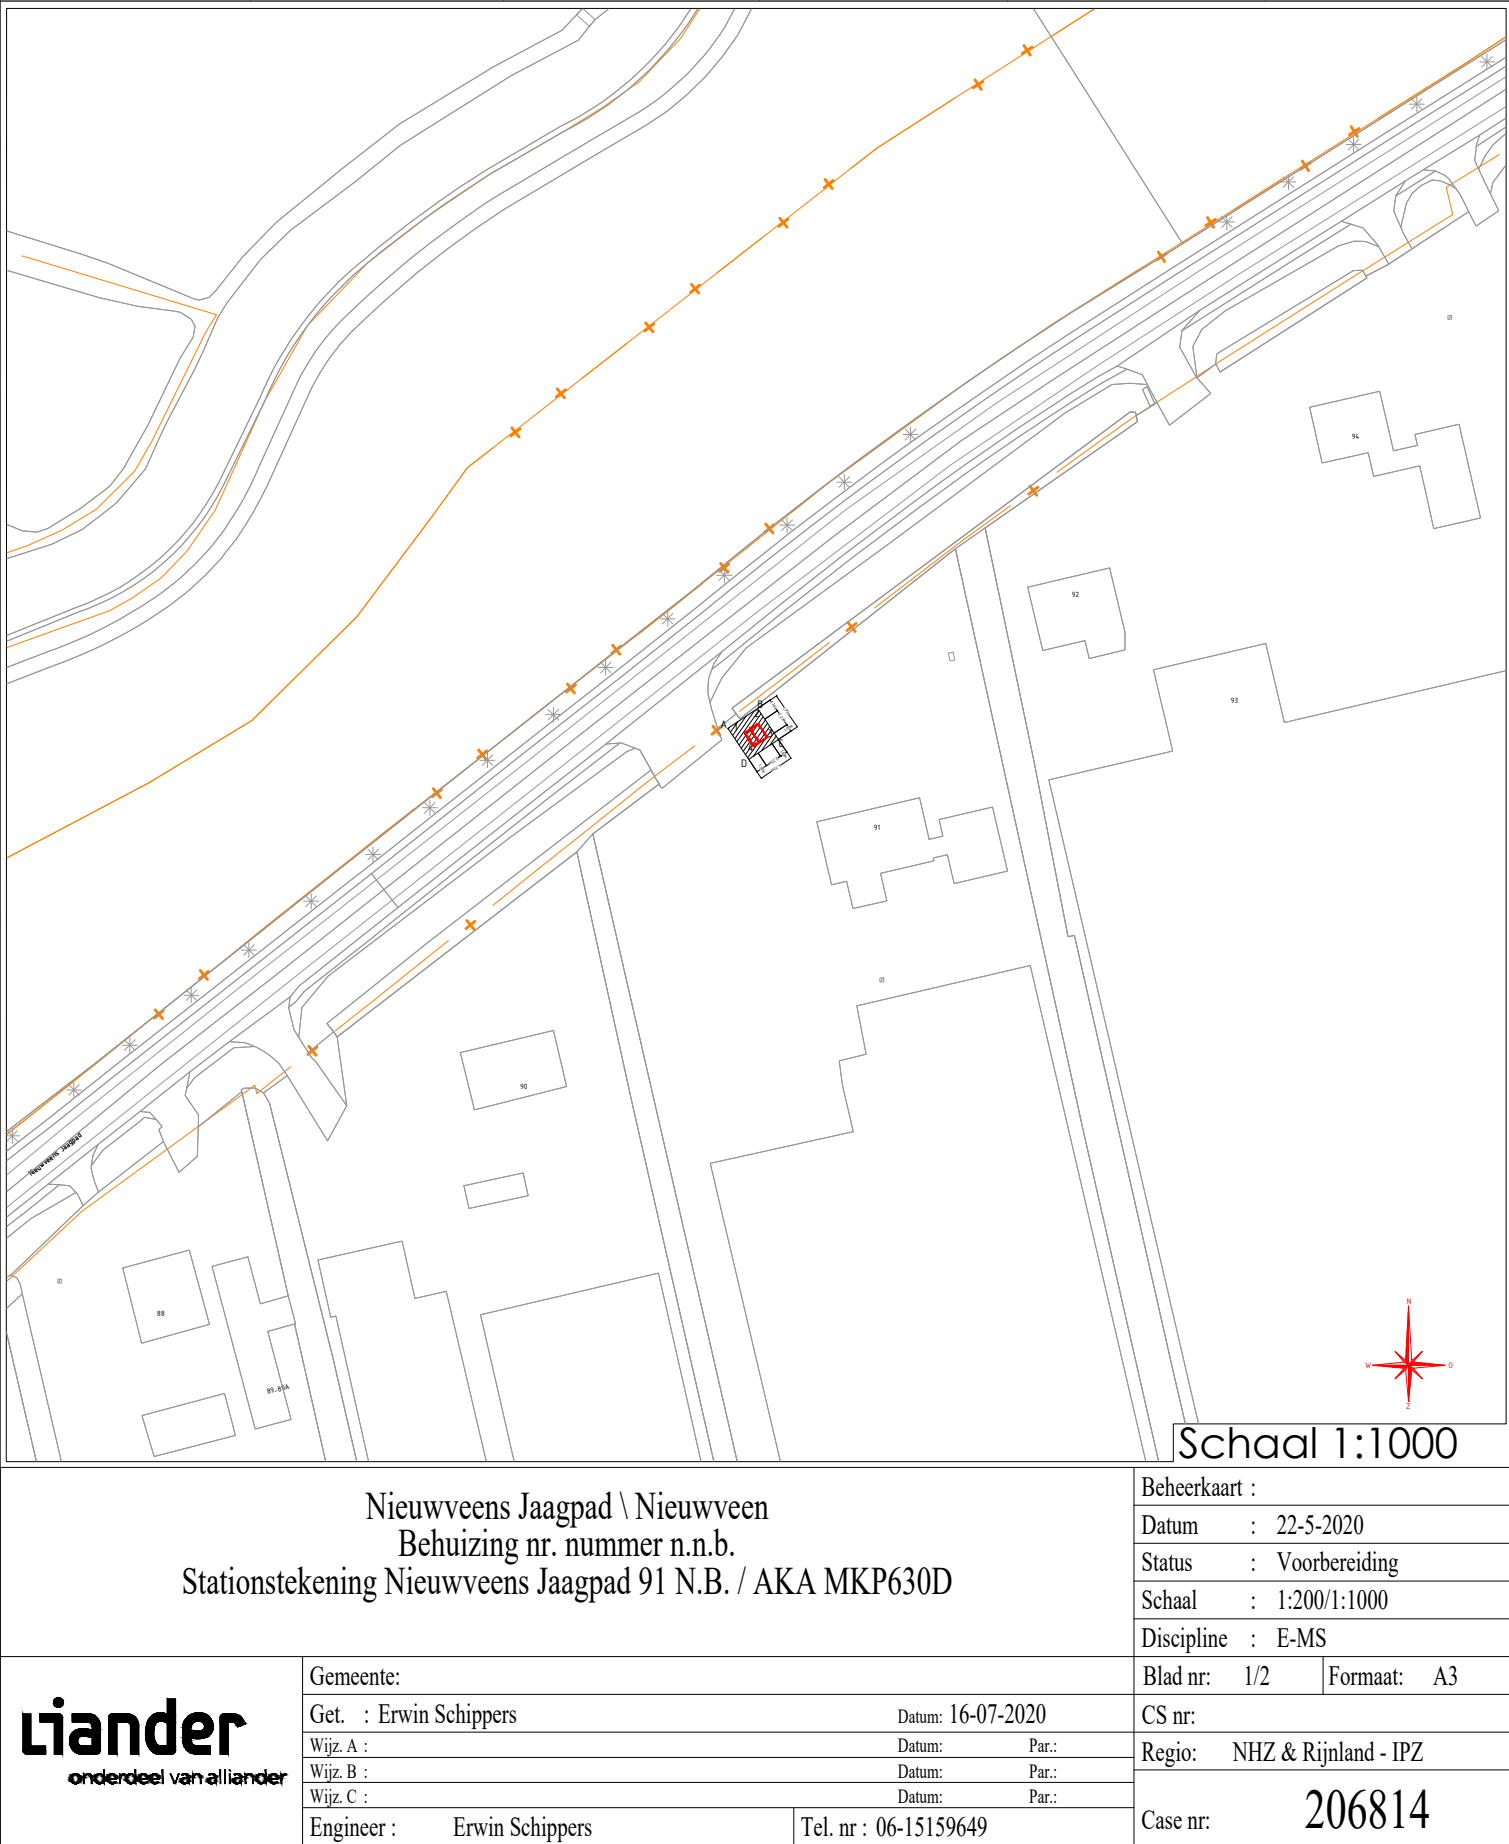 94
92
93
B
A
D
91
90
Nieuwveens Jaagpad
88
89-89A
N
W O
Z
Schaal 1:1000
Nieuwveens Jaagpad \ Nieuwveen
Behuizing nr. nummer n.n.b.
Stationstekening Nieuwveens Jaagpad 91 N.B. / AKA MKP630D
Beheerkaart :
Datum : 22-5-2020
Status : Voorbereiding
Schaal : 1:200/1:1000
Discipline : E-MS
Blad nr: 1/2 Formaat: A3
CS nr:
Regio: NHZ & Rijnland - IPZ
Case nr: 206814
Liander
onderdeel van alliander
Gemeente:
Get. : Erwin Schippers Datum: 16-07-2020
Wijz. A : Datum: Par.:
Wijz. B : Datum: Par.:
Wijz. C : Datum: Par.:
Engineer : Erwin Schippers Tel. nr : 06-15159649